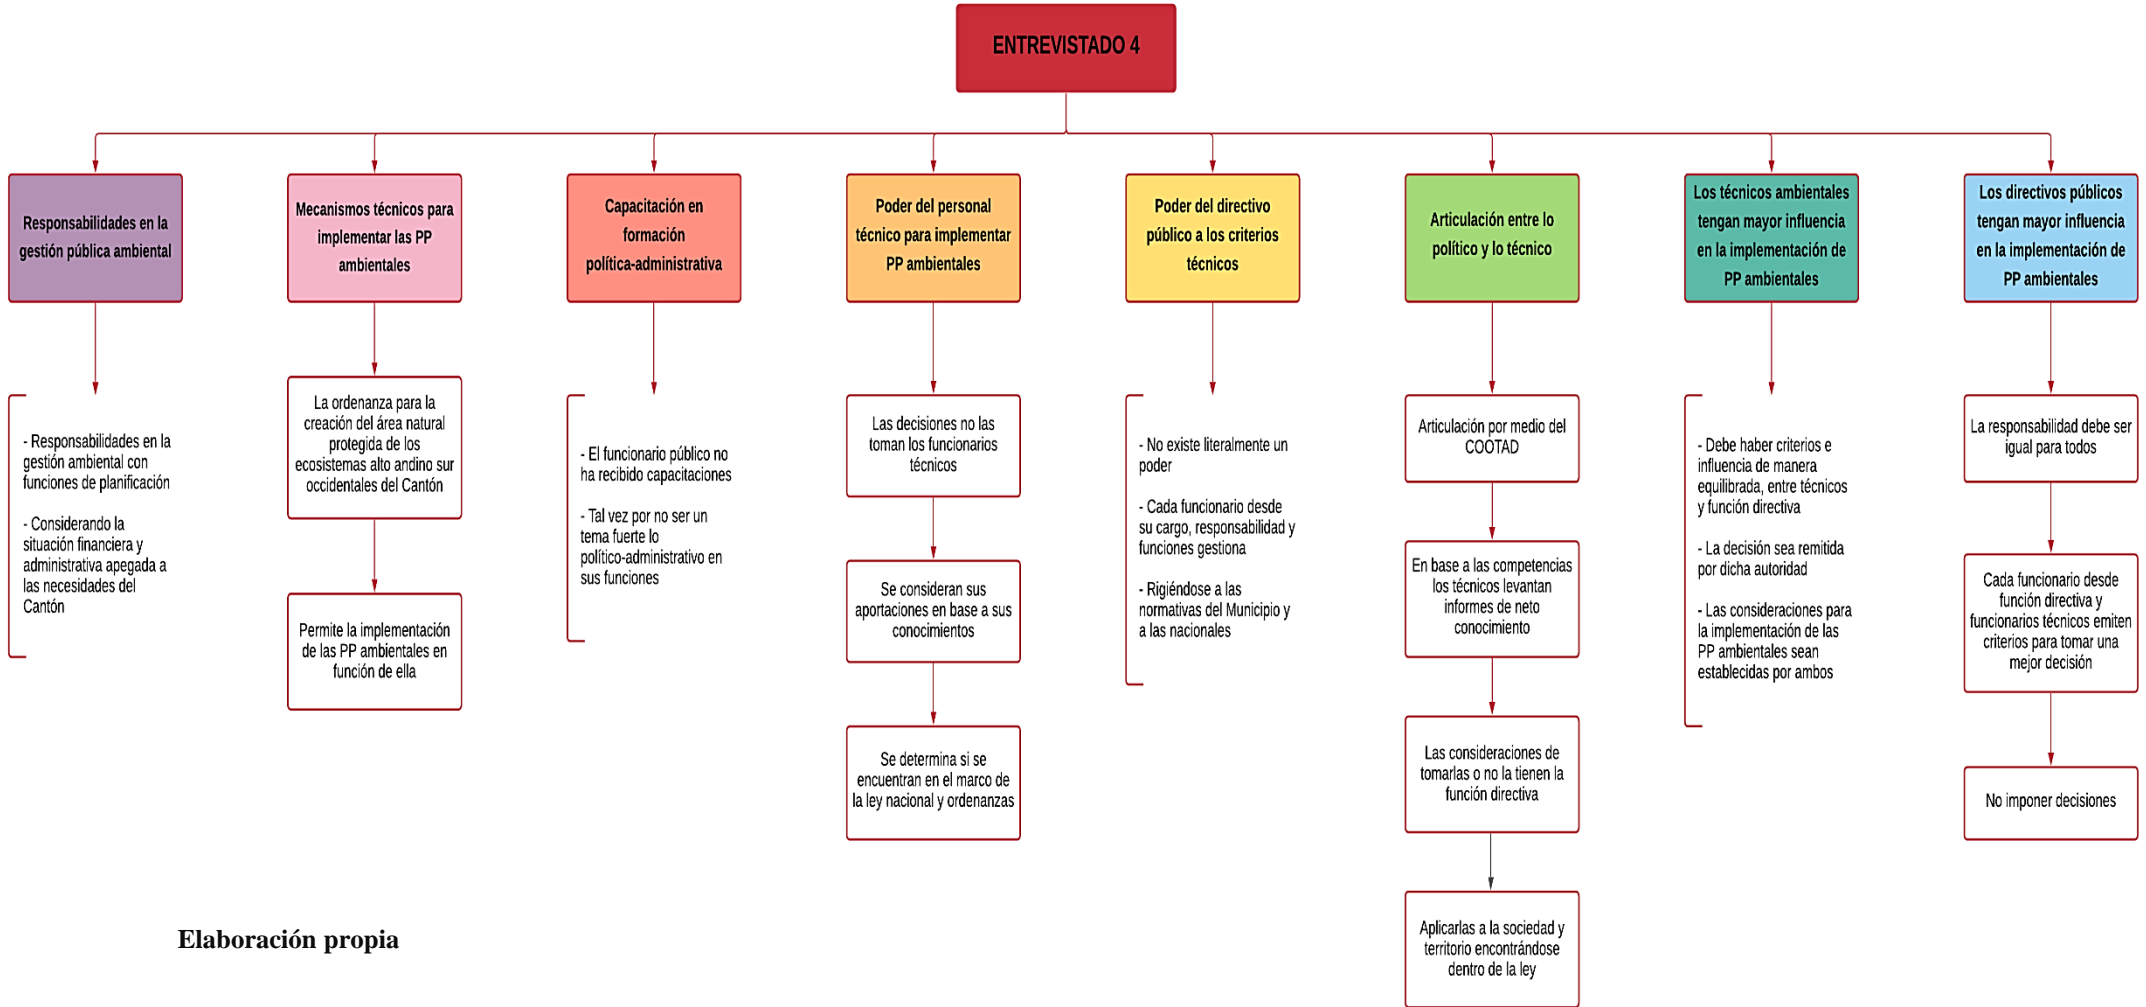 ENTREVISTADO 4
Responsabilidades en la
gestión pública ambiental
- Responsabilidades en la
gestión ambiental con
funciones de planificación
- Considerando la
situación financiera y
administrativa apegada a
las necesidades del
Cantón
Mecanismos técnicos para
implementar las PP
ambientales
La ordenanza para la
creación del área natural
protegida de los
ecosistemas alto andino sur
occidentales del Cantón
Permite la implementación
de las PP ambientales en
función de ella
Capacitación en
formación
política-administrativa
- El funcionario público no
ha recibido capacitaciones
- Tal vez por no ser un
tema fuerte lo
político-administrativo en
sus funciones
Poder del personal
técnico para implementar
PP ambientales
Las decisiones no las
toman los funcionarios
técnicos
Se consideran sus
aportaciones en base a sus
conocimientos
Se determina si se
encuentran en el marco de
la ley nacional y ordenanzas
Poder del directivo
público a los criterios
técnicos
- No existe literalmente un
poder
- Cada funcionario desde
su cargo, responsabilidad y
funciones gestiona
- Rigiéndose a las
normativas del Municipio y
a las nacionales
Articulación entre lo
político y lo técnico
Articulación por medio del
COOTAD
En base a las competencias
los técnicos levantan
informes de neto
conocimiento
Las consideraciones de
tomarlas o no la tienen la
función directiva
Aplicarlas a la sociedad y
territorio encontrándose
dentro de la ley
Los técnicos ambientales
tengan mayor influencia
en la implementación de
PP ambientales
- Debe haber criterios e
influencia de manera
equilibrada, entre técnicos
y función directiva
- La decisión sea remitida
por dicha autoridad
- Las consideraciones para
la implementación de las
PP ambientales sean
establecidas por ambos
Los directivos públicos
tengan mayor influencia
en la implementación de
PP ambientales
La responsabilidad debe ser
igual para todos
Cada funcionario desde
función directiva y
funcionarios técnicos emiten
criterios para tomar una
mejor decisión
No imponer decisiones
Elaboración propia